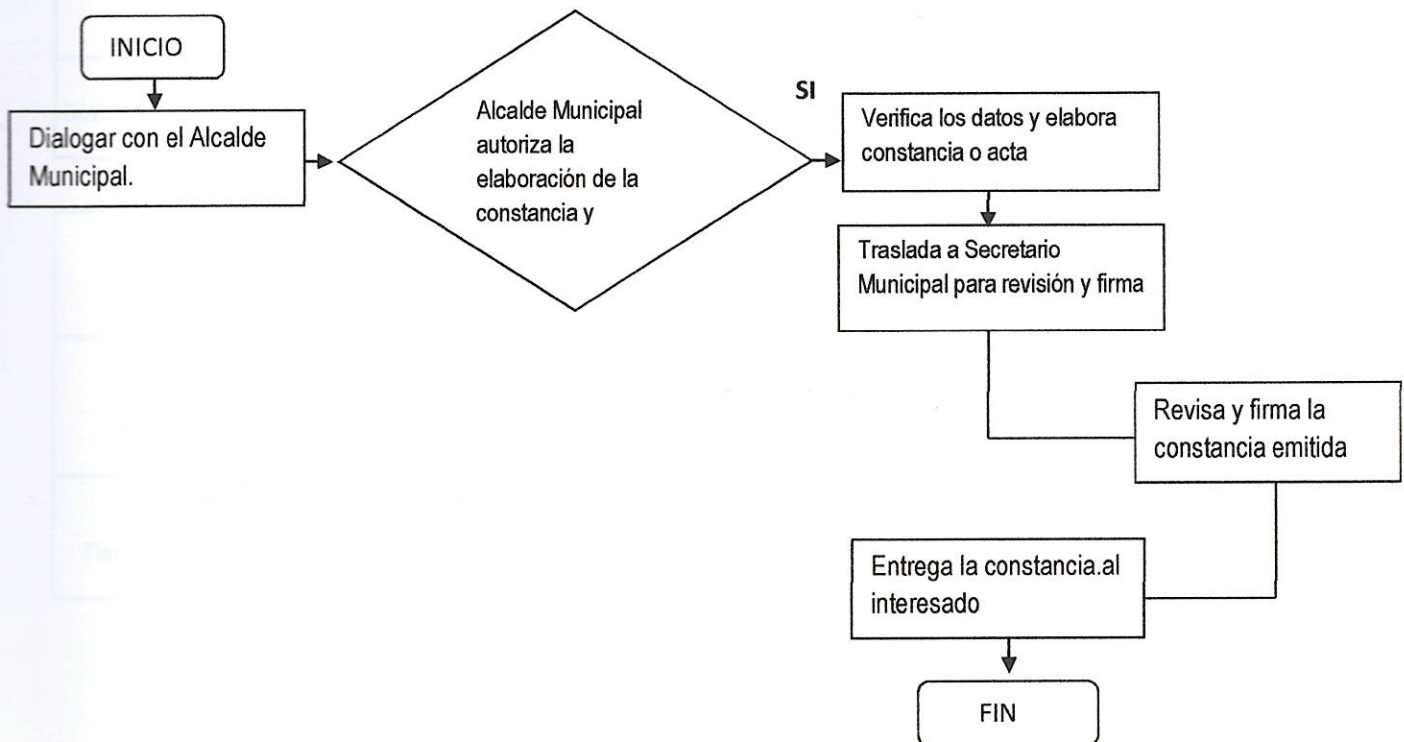 INICIO
Dialogar con el Alcalde
Municipal.
Alcalde Municipal
autoriza la
elaboración de la
constancia y
SI
Verifica los datos y elabora
constancia o acta
Traslada a Secretario
Municipal para revisión y firma
Revisa y firma la
constancia emitida
Entrega la constancia.al
interesado
FIN